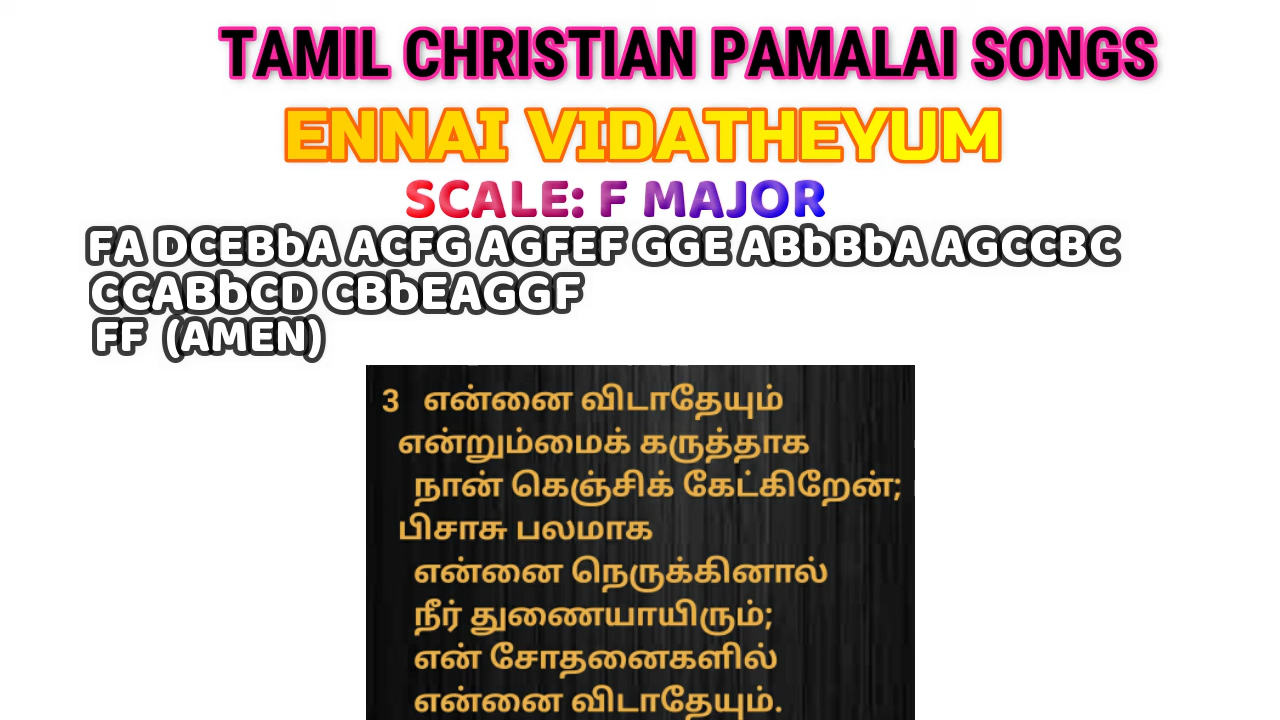 TAMIL CHRISTIAN PAMALAI SONGS
ENNAI VIDATHEYUM
SCALE: F MAJOR
FA DCEBbA ACFG AGFEF GGE ABbBbA AGCCBC
CCABbCD CBbEAGGF
FF (AMEN)
3 என்னை விடாதேயும்
என்றும்மைக் கருத்தாக
நான் கெஞ்சிக் கேட்கிறேன்;
பிசாசு பலமாக
என்னை நெருக்கினால்
நீர் துணையாயிரும்;
என் சோதனைகளில்
என்னை விடாதேயும்.